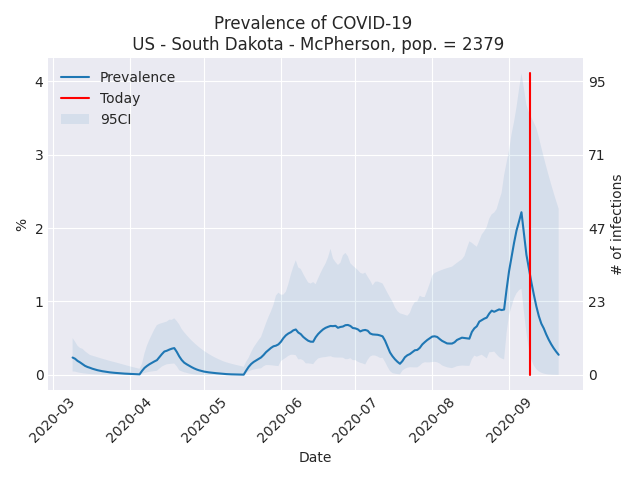 Prevalence of COVID-19
US - South Dakota - McPherson, pop. = 2379
Prevalence
Today
95CI
4
3
2
1
0
%
95
71
47
23
0
# of infections
2020-03
2020-04
2020-05
2020-06
2020-07
2020-08
2020-09
Date